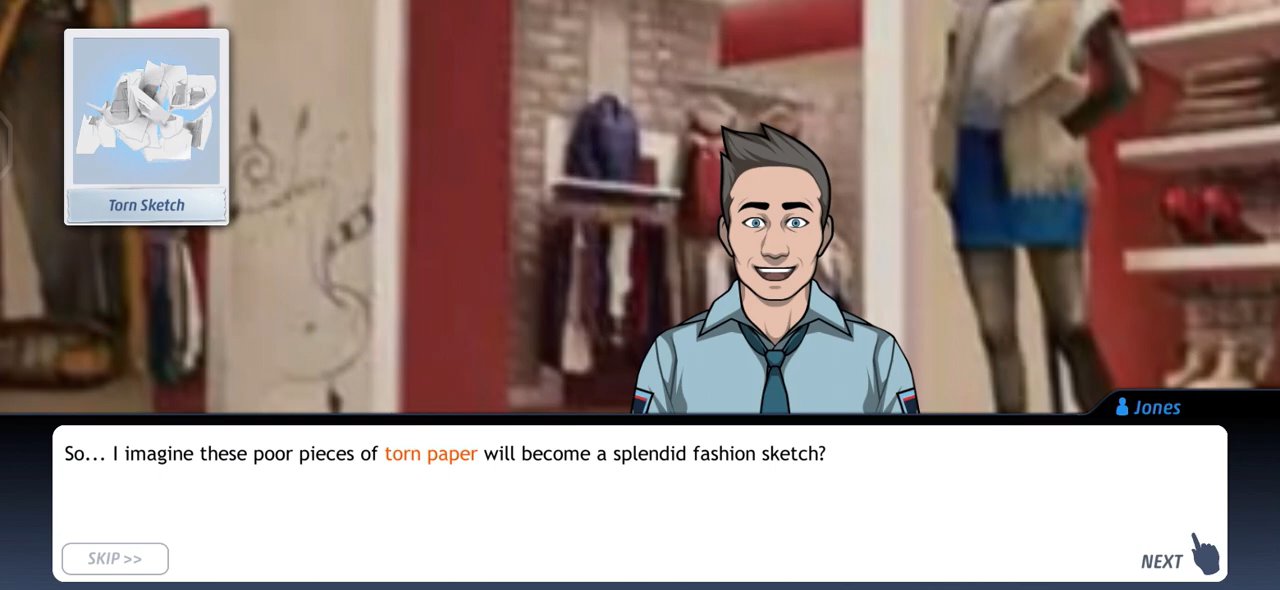 Torn Sketch
Jones
So... I imagine these poor pieces of torn paper will become a splendid fashion sketch?
SKIP >>
NEXT